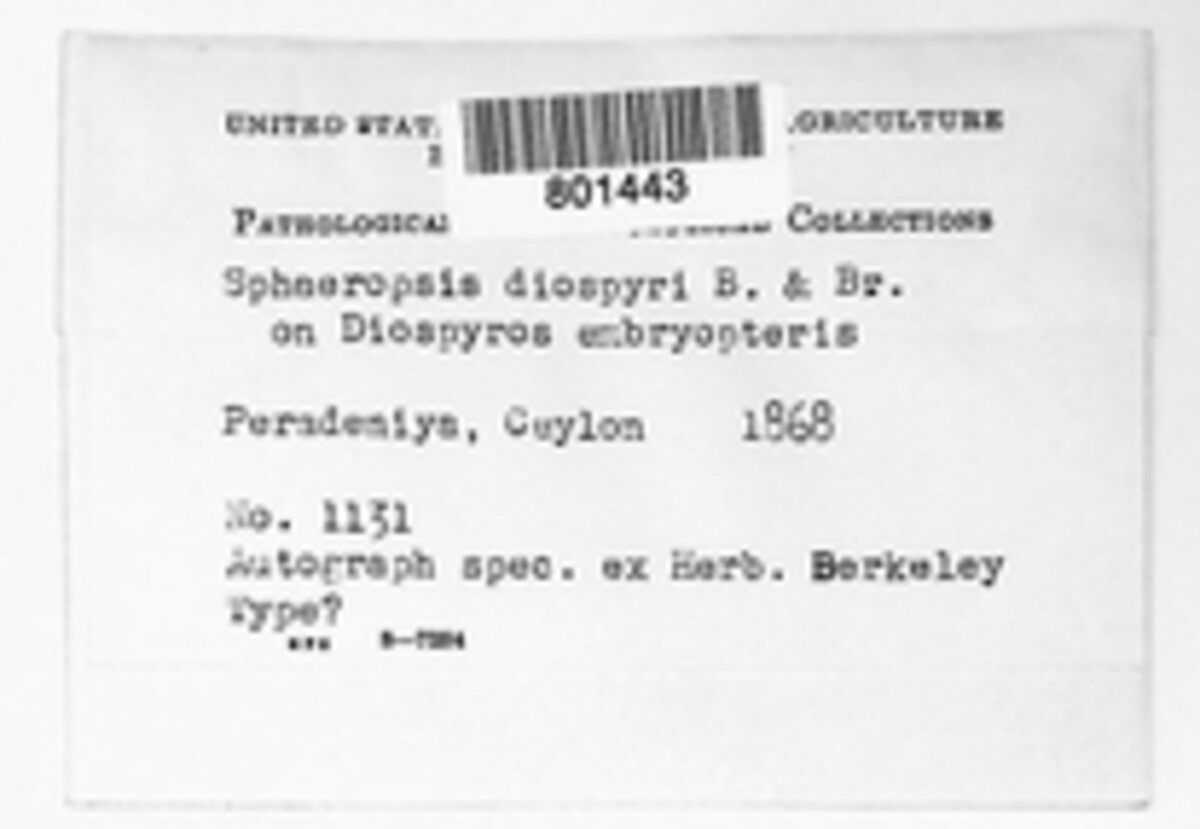 UNITED STAT AGRICULTURE
801443
PATHOLOGICAL COLLECTIONS
Sphaeropsis diospyri B. & Br.
on Diospyros embryopteris
Peradeniya, Ceylon 1868
No. 1131
Autograph spec. ex Herb. Berkeley
Type?